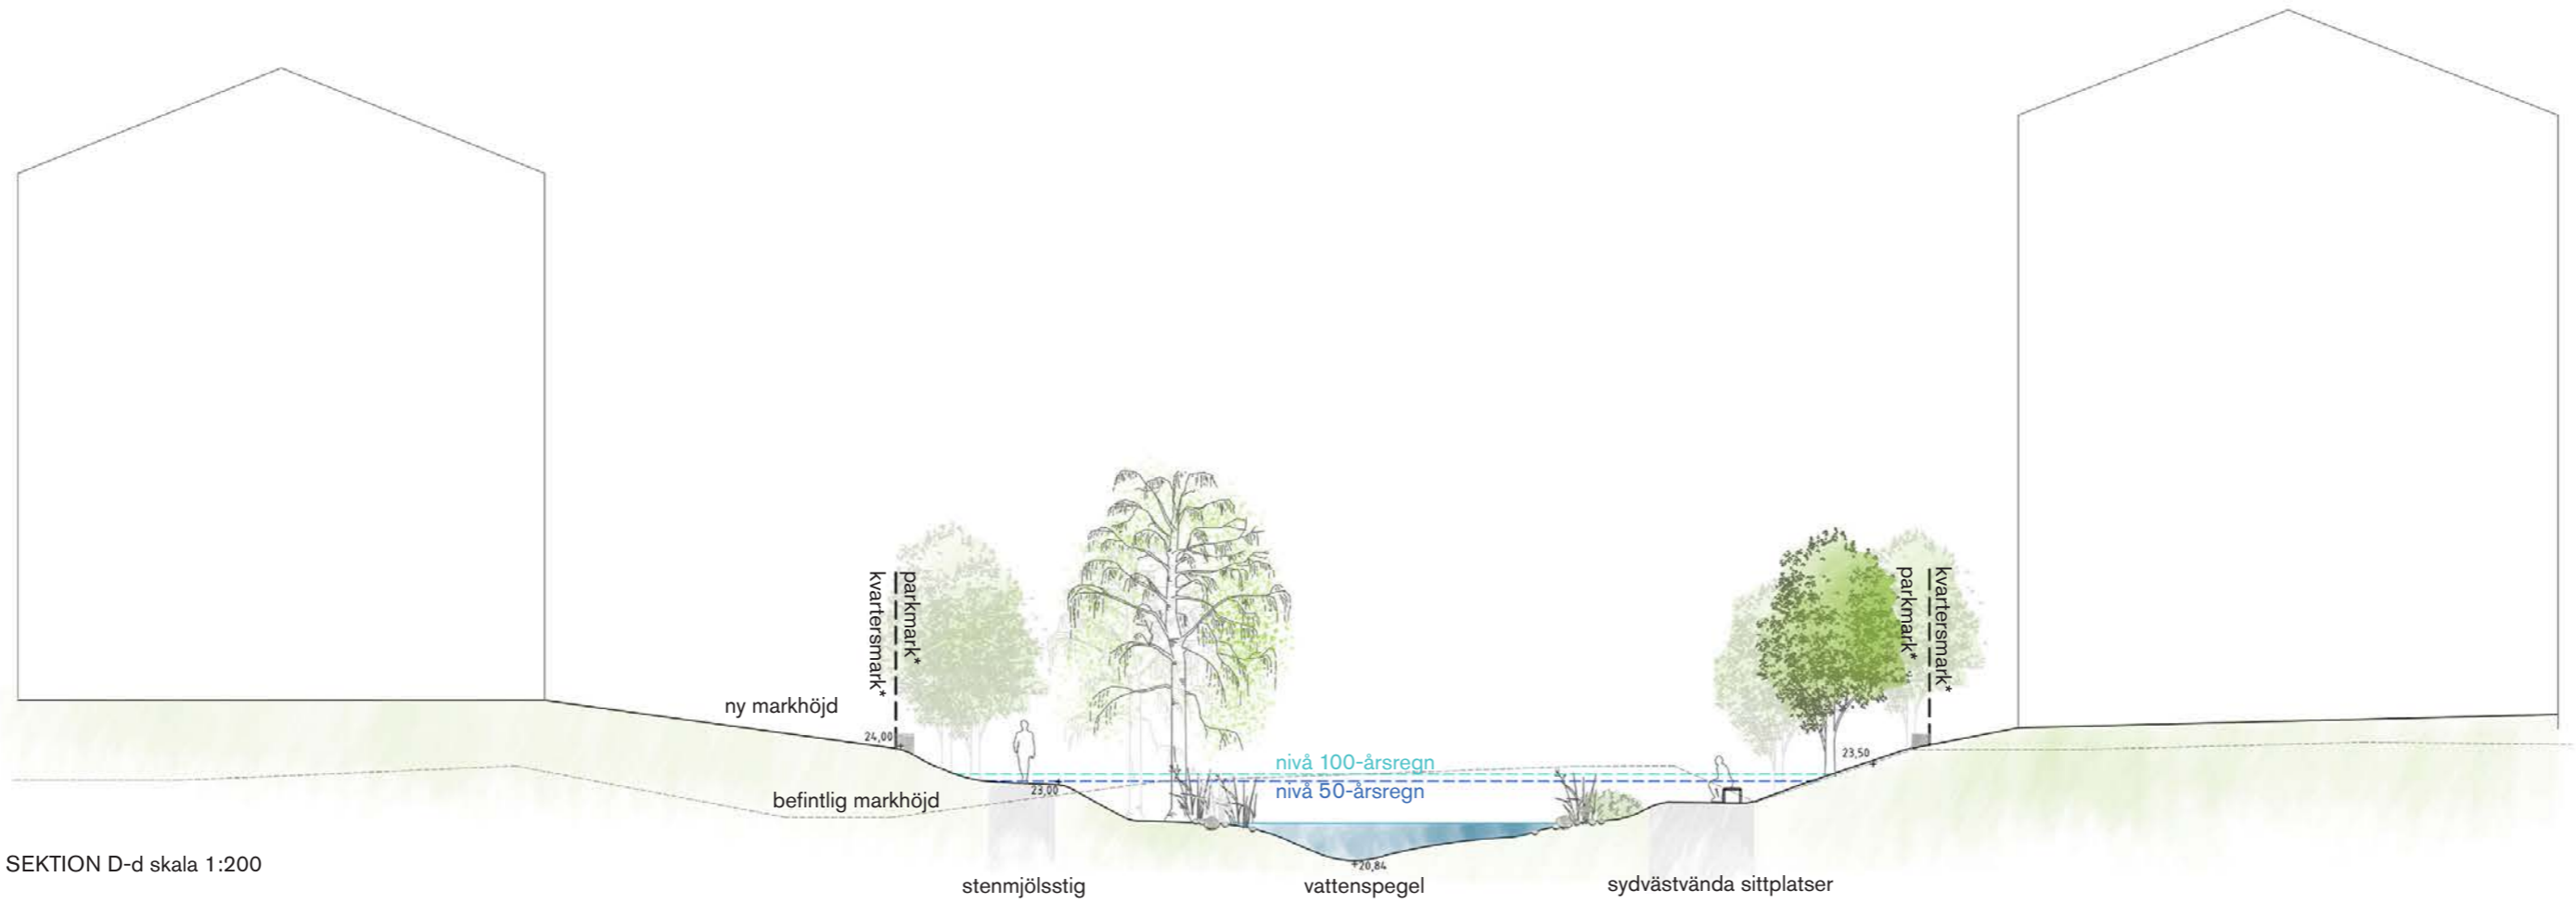 parkmark*
kvartersmark*
kvartersmark*
parkmark*
ny markhöjd
24,00
23,50
nivå 100-årsregn
nivå 50-årsregn
23,00
befintlig markhöjd
+20,84
SEKTION D-d skala 1:200
stenmjölsstig
vattenspegel
sydvästvända sittplatser